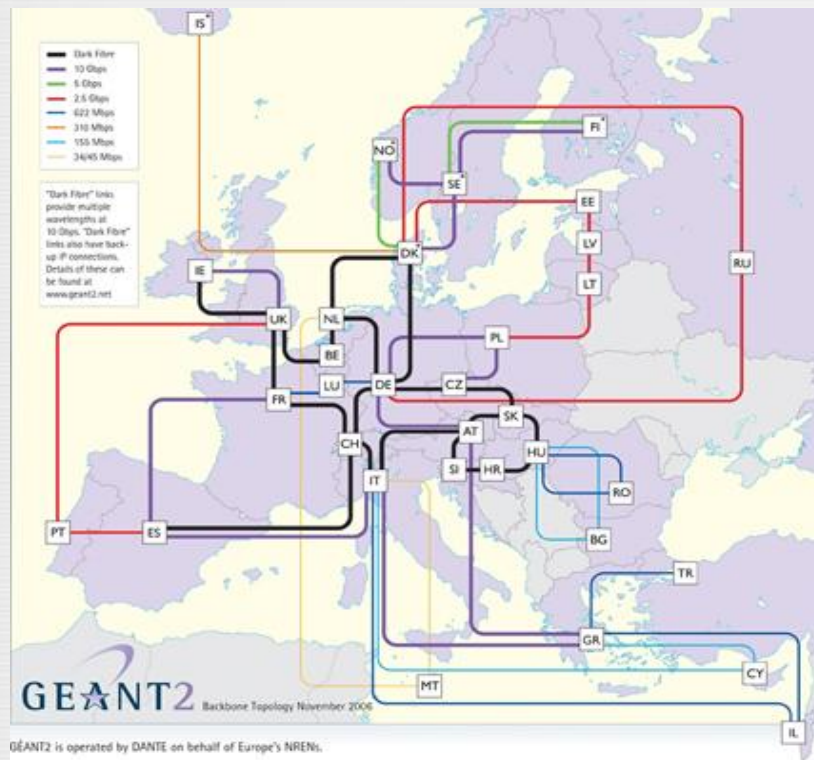 IS*
Dark Fibre
10 Gbps
5 Gbps
2.5 Gbps
622 Mbps
310 Mbps
155 Mbps
34/45 Mbps
"Dark Fibre" links
provide multiple
wavelengths at
10 Gbps. "Dark Fibre"
links also have back-
up IP connections.
Details of these can
be found at
www.geant2.net
FI*
NO*
SE*
EE
LV
DK*
RU
IE
LT
UK
NL
PL
BE
LU
DE
CZ
FR
SK
AT
CH
HU
SI
HR
IT
RO
PT
ES
BG
TR
GR
CY
MT
GEANT2 Backbone Topology November 2006
IL
GÉANT2 is operated by DANTE on behalf of Europe's NRENs.